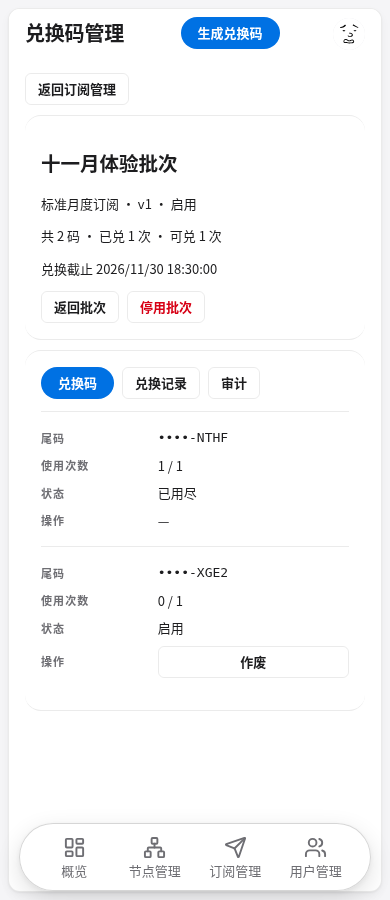 兑换码管理
生成兑换码
返回订阅管理
十一月体验批次
标准月度订阅 • v1 • 启用
共 2 码 • 已兑 1 次 • 可兑 1 次
兑换截止 2026/11/30 18:30:00
返回批次 停用批次
兑换码 兑换记录 审计
尾码 ••••-NTHF
使用次数 1 / 1
状态 已用尽
操作 —
尾码 ••••-XGE2
使用次数 0 / 1
状态 启用
操作 作废
概览 节点管理 订阅管理 用户管理